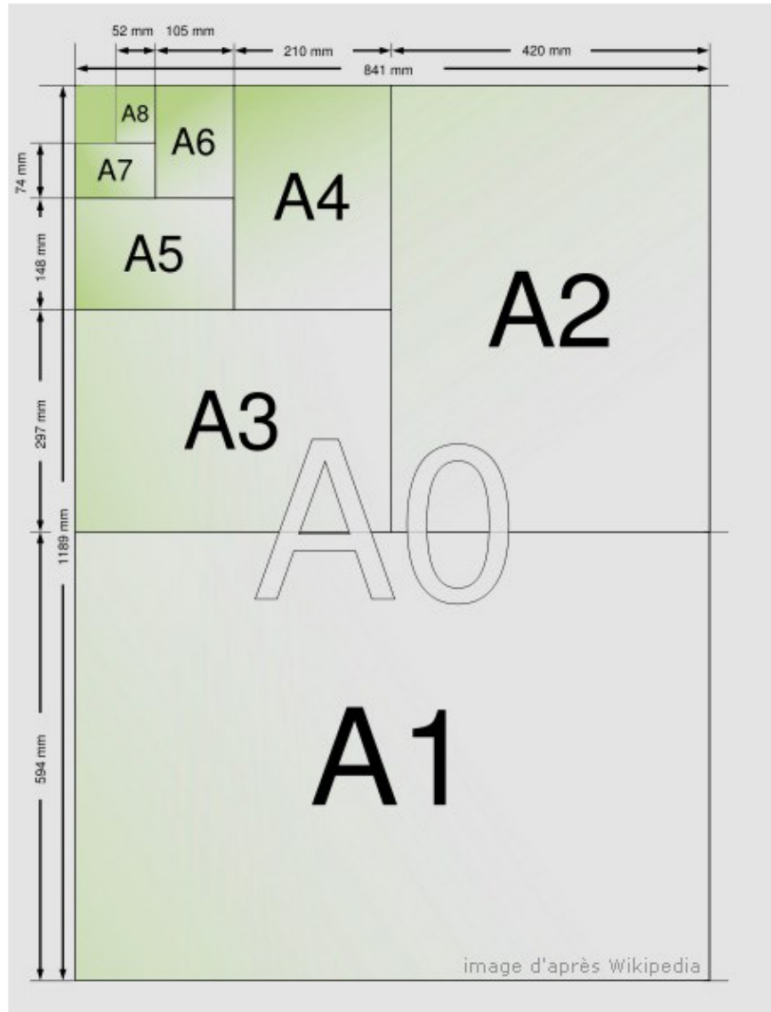 52 mm 105 mm
210 mm 420 mm
841 mm
A8
A6
A7
74 mm
A4
A5
148 mm
A2
A3
297 mm
A0
1189 mm
A1
594 mm
image d'après Wikipedia